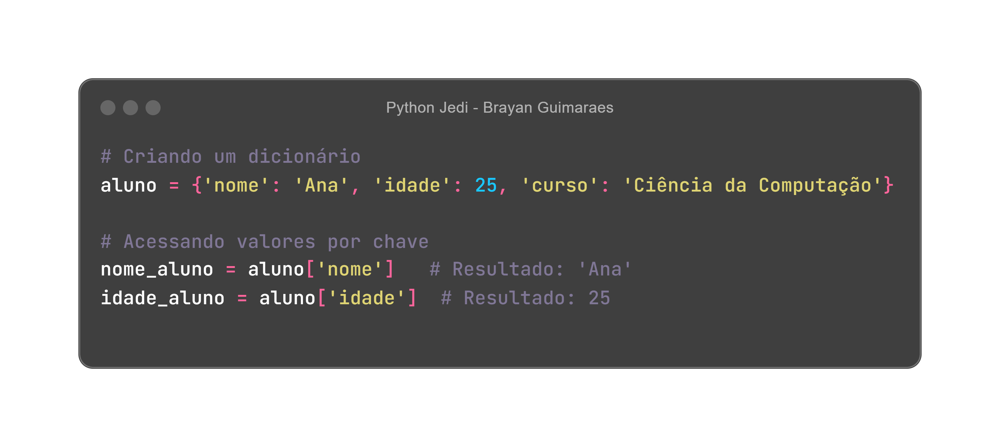 Python Jedi - Brayan Guimaraes
# Criando um dicionário
aluno = {'nome': 'Ana', 'idade': 25, 'curso': 'Ciência da Computação'}
# Acessando valores por chave
nome_aluno = aluno['nome']   # Resultado: 'Ana'
idade_aluno = aluno['idade']  # Resultado: 25